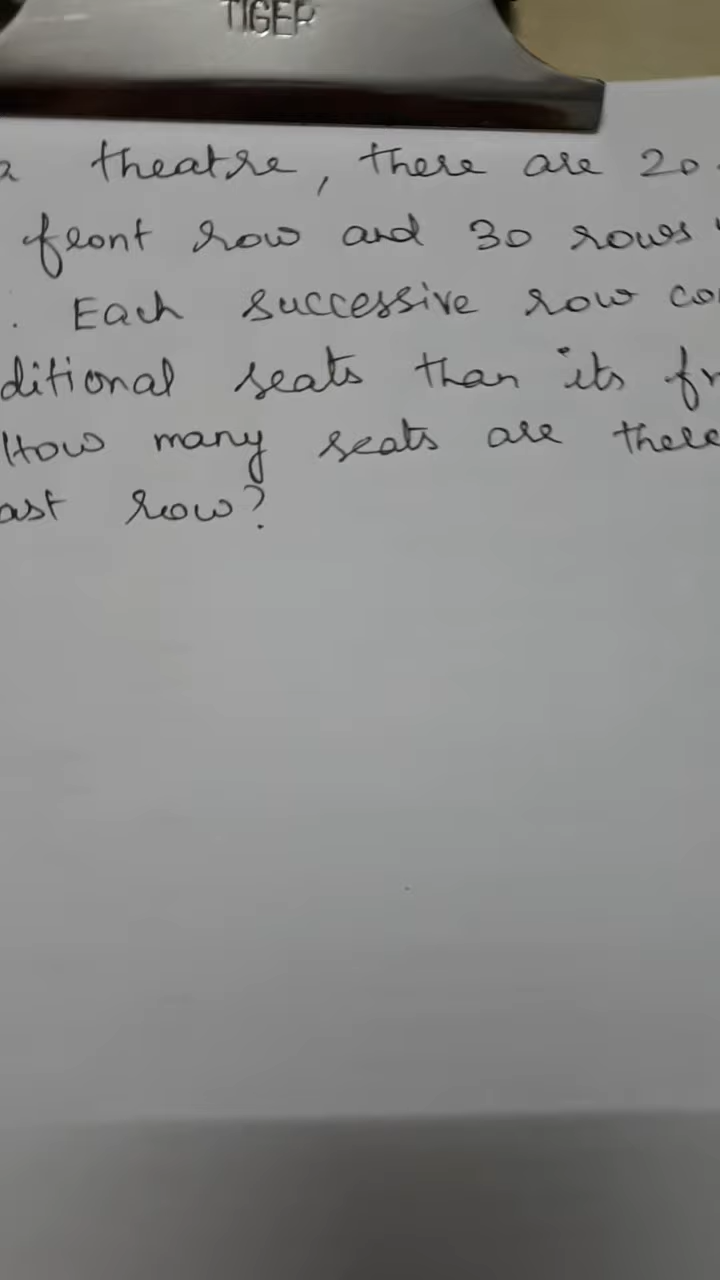 TIGER
theatre, there are 20
front row and 30 rows
. Each successive row co
ditional seats than its fr
How many seats are there
ast row?